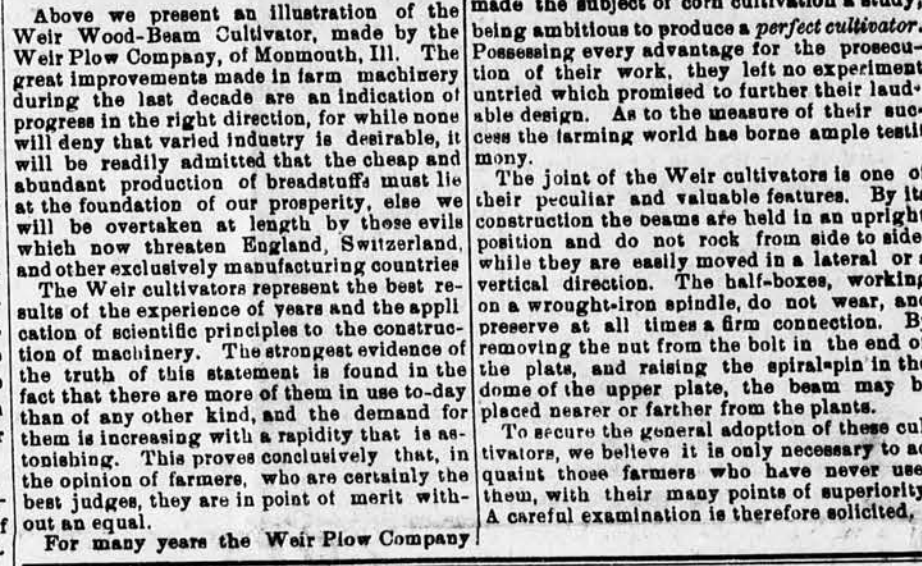 Above we present an illustration of the
Weir Wood-Beam Cultivator, made by the
Weir Plow Company, of Monmouth, Ill. The
great improvements made in farm machinery
during the last decade are an indication of
progress in the right direction, for while none
will deny that varied industry is desirable, it
will be readily admitted that the cheap and
abundant production of breadstuffs must lie
at the foundation of our prosperity, else we
will be overtaken at length by those evils
which now threaten England, Switzerland,
and other exclusively manufacturing countries
The Weir cultivators represent the best re-
sults of the experience of years and the appli
cation of scientific principles to the construc-
tion of machinery. The strongest evidence of
the truth of this statement is found in the
fact that there are more of them in use to-day
than of any other kind, and the demand for
them is increasing with a rapidity that is as-
tonishing. This proves conclusively that, in
the opinion of farmers, who are certainly the
best judges, they are in point of merit with-
out an equal.
For many years the Weir Plow Company
made the subject of corn cultivation a study,
being ambitious to produce a perfect cultivator.
Possessing every advantage for the prosecu-
tion of their work, they left no experiment
untried which promised to further their laud-
able design. As to the measure of their suc
cess the farming world has borne ample testi
mony.
The joint of the Weir cultivators is one of
their peculiar and valuable features. By it
construction the beams are held in an uprigh
position and do not rock from side to side
while they are easily moved in a lateral or
vertical direction. The half-boxes, working
on a wrought-iron spindle, do not wear, an
preserve at all times a firm connection. B
removing the nut from the bolt in the end of
the plats, and raising the spiral-pin in the
dome of the upper plate, the beam may b
placed nearer or farther from the plants.
To secure the general adoption of these cul
tivators, we believe it is only necessary to ac
quaint those farmers who have never use
them, with their many points of superiority
A careful examination is therefore solicited.